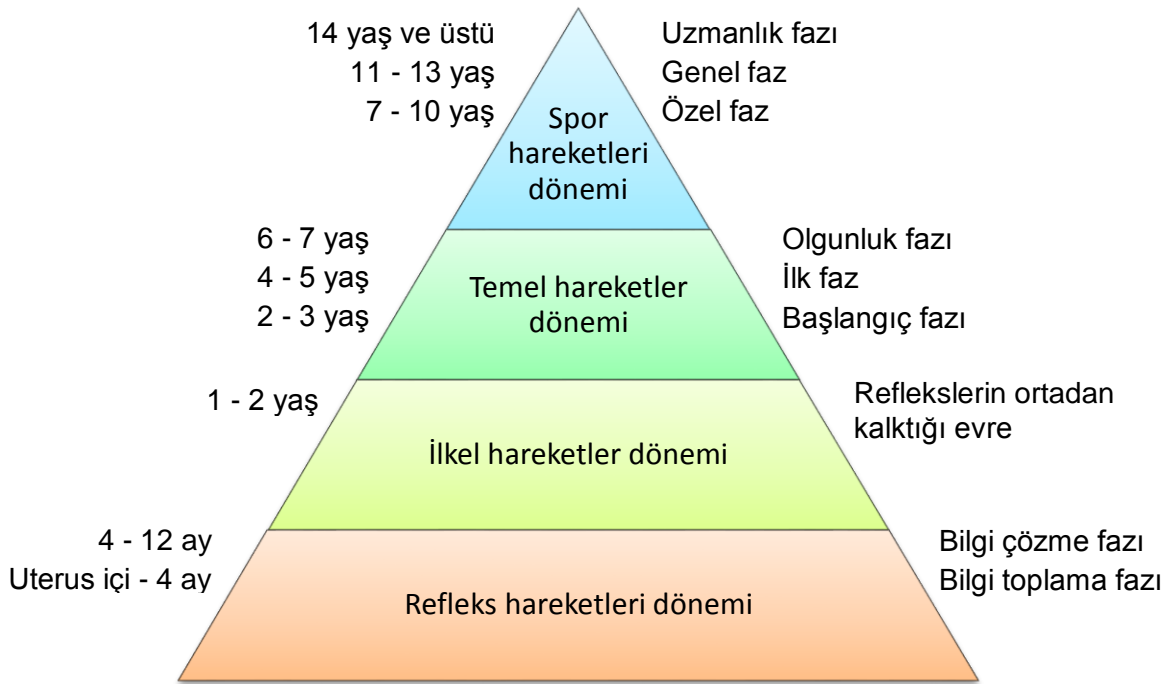 14 yaş ve üstü
11 - 13 yaş
7 - 10 yaş
Uzmanlık fazı
Genel faz
Özel faz
Spor
hareketleri
dönemi
6 - 7 yaş
4 - 5 yaş
2 - 3 yaş
Olgunluk fazı
İlk faz
Başlangıç fazı
Temel hareketler
dönemi
1 - 2 yaş
Reflekslerin ortadan
kalktığı evre
İlkel hareketler dönemi
4 - 12 ay
Uterus içi - 4 ay
Bilgi çözme fazı
Bilgi toplama fazı
Refleks hareketleri dönemi